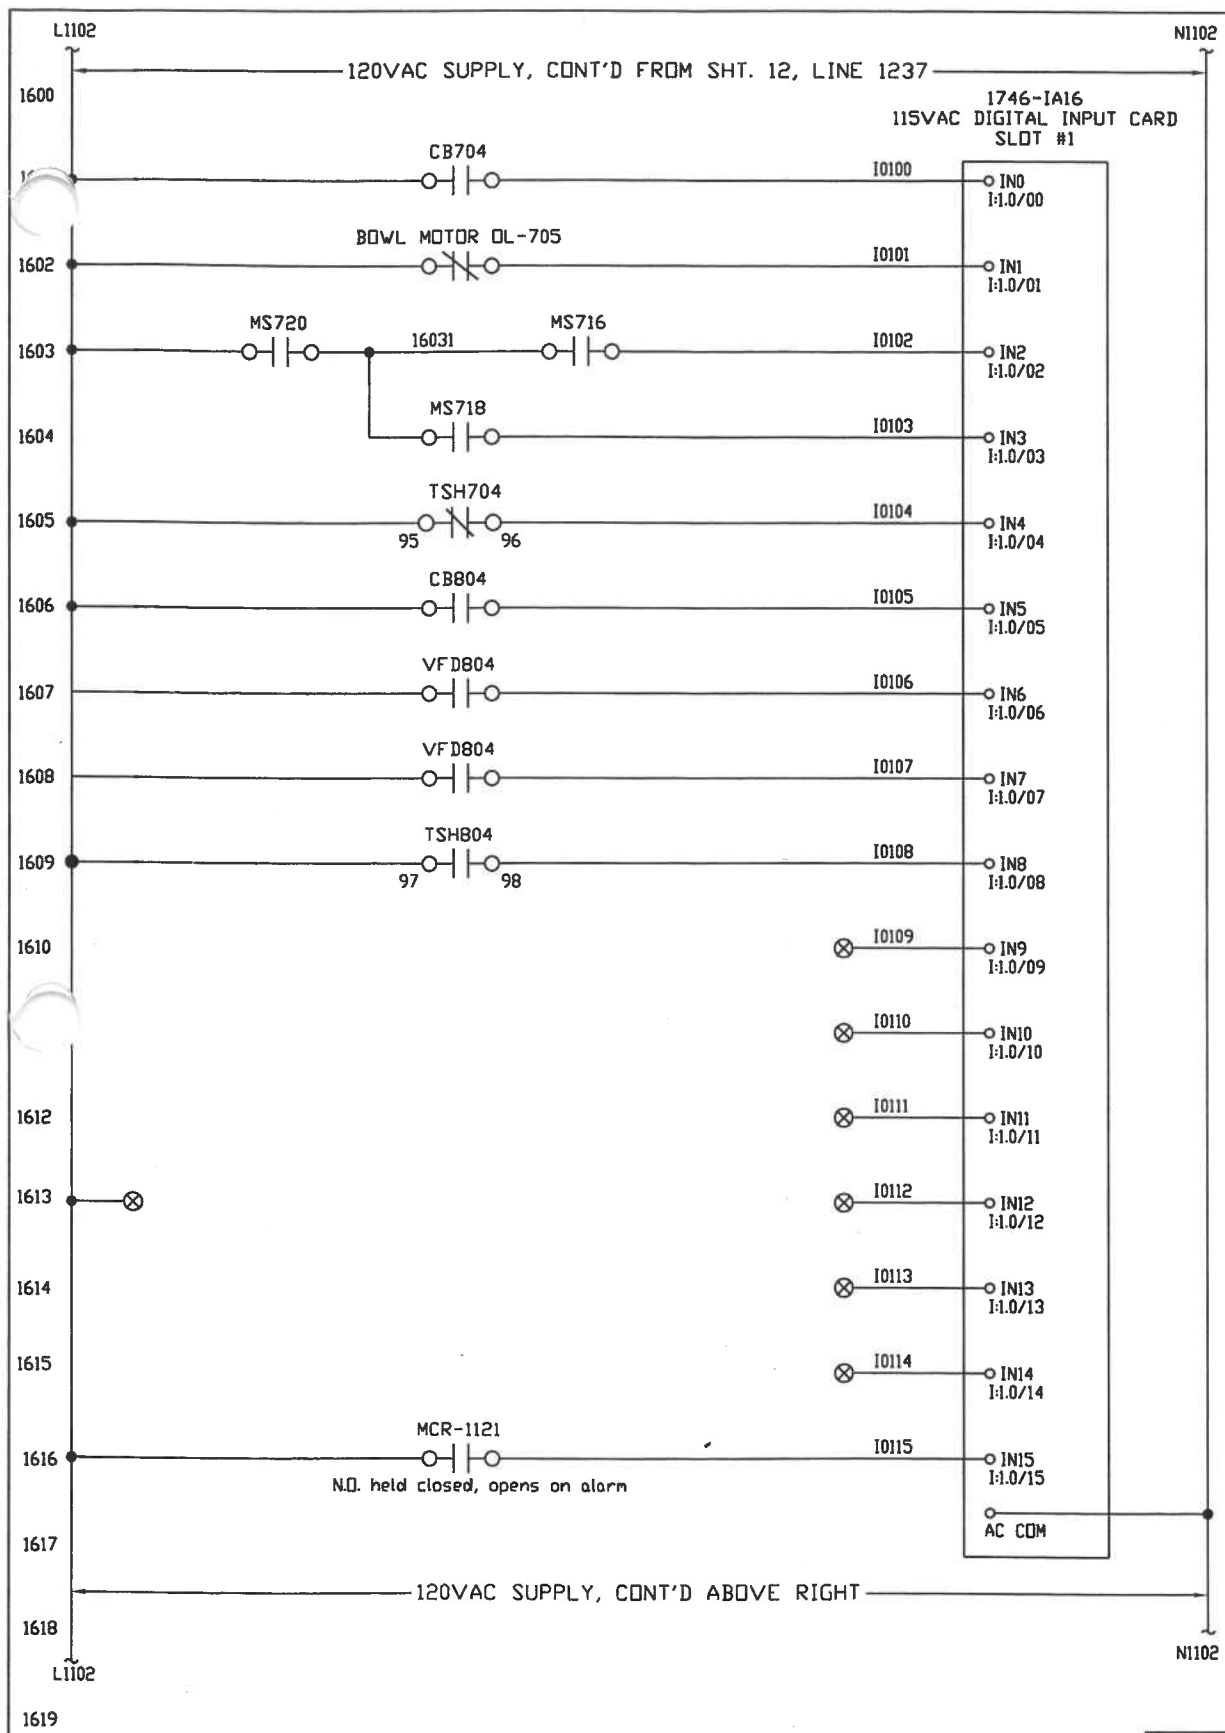 L1102
N1102
120VAC SUPPLY, CONT'D FROM SHT. 12, LINE 1237
1600
1746-IA16
115VAC DIGITAL INPUT CARD
SLOT #1
CB704
I0100
IN0
I:1.0/00
BOWL MOTOR OL-705
1602
I0101
IN1
I:1.0/01
MS720
MS716
1603
16031
I0102
IN2
I:1.0/02
MS718
1604
I0103
IN3
I:1.0/03
TSH704
1605
95
96
I0104
IN4
I:1.0/04
CB804
1606
I0105
IN5
I:1.0/05
VFD804
1607
I0106
IN6
I:1.0/06
VFD804
1608
I0107
IN7
I:1.0/07
TSH804
1609
97
98
I0108
IN8
I:1.0/08
1610
I0109
IN9
I:1.0/09
I0110
IN10
I:1.0/10
1612
I0111
IN11
I:1.0/11
1613
I0112
IN12
I:1.0/12
1614
I0113
IN13
I:1.0/13
1615
I0114
IN14
I:1.0/14
MCR-1121
1616
I0115
IN15
I:1.0/15
N.O. held closed, opens on alarm
AC COM
1617
120VAC SUPPLY, CONT'D ABOVE RIGHT
1618
L1102
N1102
1619